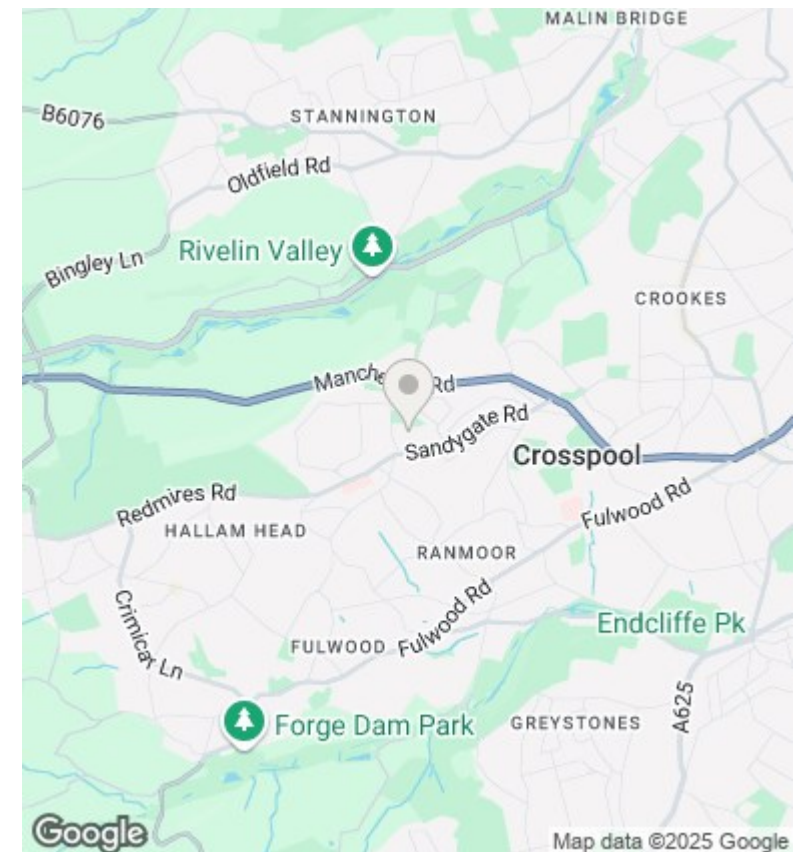 MALIN BRIDGE
B6076
STANNINGTON
Oldfield Rd
Bingley Ln
Rivelin Valley
CROOKES
Manche Rd
Sandygate Rd
Crosspool
Redmires Rd
Fulwood Rd
HALLAM HEAD
RANMOOR
Crimicar Ln
Fulwood Rd
Endcliffe Pk
FULWOOD
A625
Forge Dam Park
GREYSTONES
Google
Map data ©2025 Google